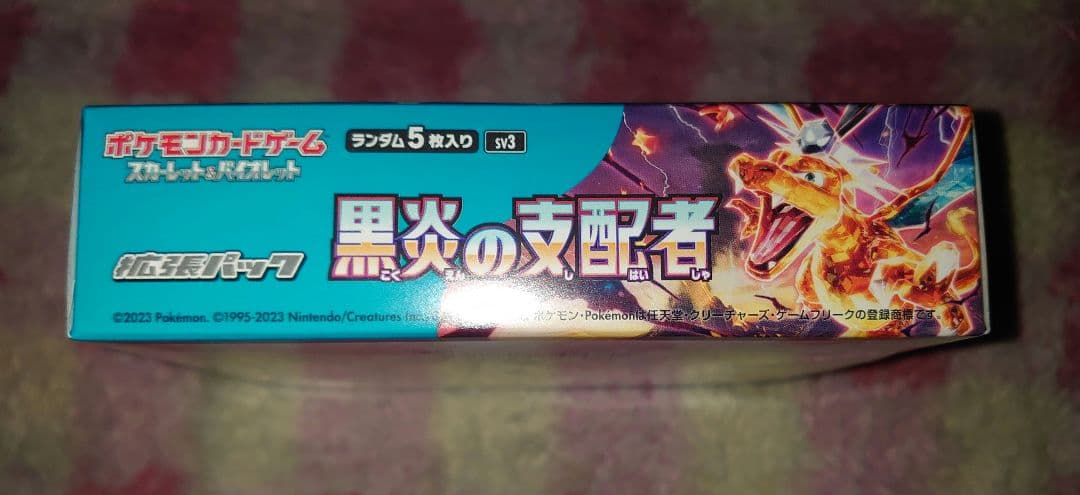 ポケモンカードゲーム
スカーレット&バイオレット
ランダム5枚入り sv3
黒炎の支配者
こく えん し はい しゃ
拡張パック
©2023 Pokémon. ©1995-2023 Nintendo/Creatures Inc. ポケモン・Pokémonは任天堂・クリーチャーズ・ゲームフリークの登録商標です。